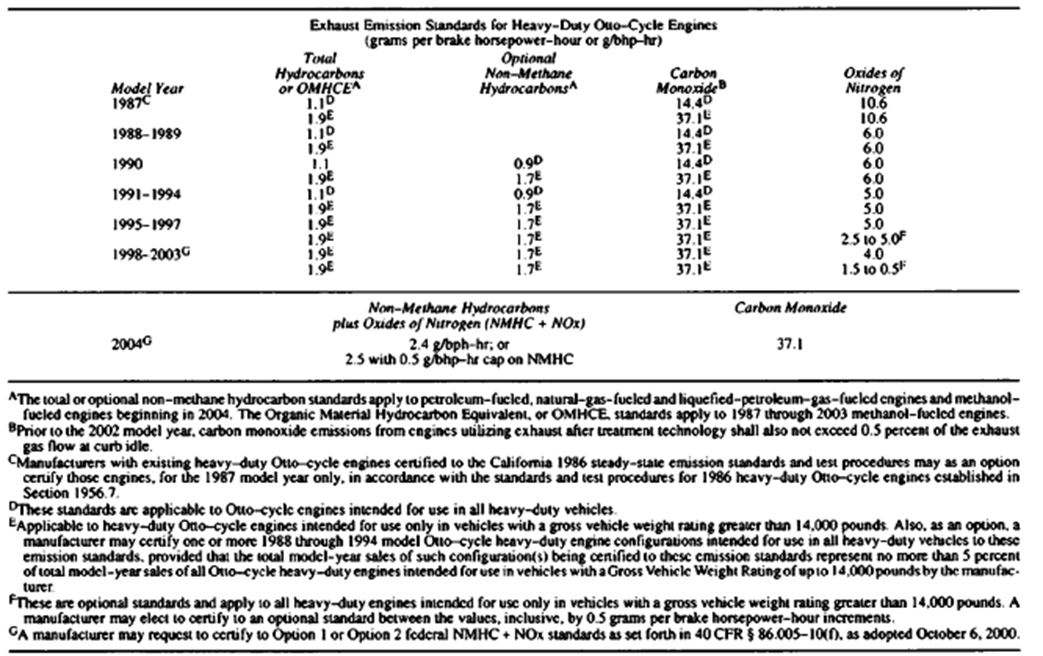 Exhaust Emission Standards for Heavy-Duty Otto-Cycle Engines
(grams per brake horsepower-hour or g/bhp-hr)
Total Optional
Hydrocarbons Non-Methane Carbon Oxides of
Model Year or OMHCE^A Hydrocarbons^A Monoxide^B Nitrogen
1987^C 1.1^D 14.4^D 10.6
1.9^E 37.1^E 10.6
1988-1989 1.1^D 14.4^D 6.0
1.9^E 37.1^E 6.0
1990 1.1 0.9^D 14.4^D 6.0
1.9^E 1.7^E 37.1^E 6.0
1991-1994 1.1^D 0.9^D 14.4^D 5.0
1.9^E 1.7^E 37.1^E 5.0
1995-1997 1.9^E 1.7^E 37.1^E 5.0
1.9^E 1.7^E 37.1^E 2.5 to 5.0^F
1998-2003^G 1.9^E 1.7^E 37.1^E 4.0
1.9^E 1.7^E 37.1^E 1.5 to 0.5^F
Non-Methane Hydrocarbons Carbon Monoxide
plus Oxides of Nitrogen (NMHC + NOx)
2004^G 2.4 g/bph-hr; or 37.1
2.5 with 0.5 g/bhp-hr cap on NMHC
^A The total or optional non-methane hydrocarbon standards apply to petroleum-fueled, natural-gas-fueled and liquefied-petroleum-gas-fueled engines and methanol-
fueled engines beginning in 2004. The Organic Material Hydrocarbon Equivalent, or OMHCE, standards apply to 1987 through 2003 methanol-fueled engines.
^B Prior to the 2002 model year, carbon monoxide emissions from engines utilizing exhaust after treatment technology shall also not exceed 0.5 percent of the exhaust
gas flow at curb idle.
^C Manufacturers with existing heavy-duty Otto-cycle engines certified to the California 1986 steady-state emission standards and test procedures may as an option
certify those engines, for the 1987 model year only, in accordance with the standards and test procedures for 1986 heavy-duty Otto-cycle engines established in
Section 1956.7.
^D These standards are applicable to Otto-cycle engines intended for use in all heavy-duty vehicles.
^E Applicable to heavy-duty Otto-cycle engines intended for use only in vehicles with a gross vehicle weight rating greater than 14,000 pounds. Also, as an option, a
manufacturer may certify one or more 1988 through 1994 model Otto-cycle heavy-duty engine configurations intended for use in all heavy-duty vehicles to these
emission standards, provided that the total model-year sales of such configuration(s) being certified to these emission standards represent no more than 5 percent
of total model-year sales of all Otto-cycle heavy-duty engines intended for use in vehicles with a Gross Vehicle Weight Rating of up to 14,000 pounds by the manufac-
turer.
^F These are optional standards and apply to all heavy-duty engines intended for use only in vehicles with a gross vehicle weight rating greater than 14,000 pounds. A
manufacturer may elect to certify to an optional standard between the values, inclusive, by 0.5 grams per brake horsepower-hour increments.
^G A manufacturer may request to certify to Option 1 or Option 2 federal NMHC + NOx standards as set forth in 40 CFR § 86.005-10(f), as adopted October 6, 2000.